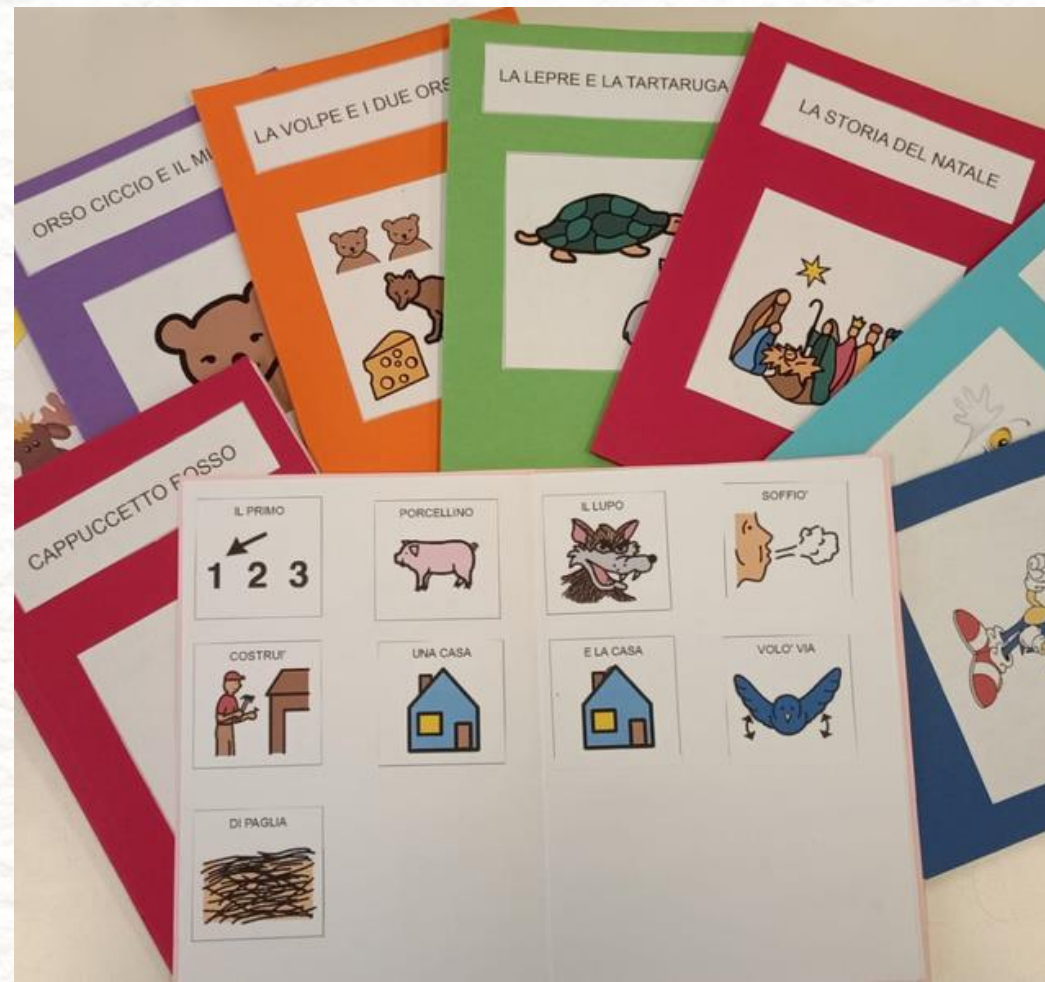 ORSO CICCIO E IL
LA VOLPE E I DUE
LA LEPRE E LA TARTARUGA
LA STORIA DEL NATALE
CAPPUCCETTO ROSSO
IL PRIMO
1 2 3
PORCELLINO
COSTRUI'
UNA CASA
DI PAGLIA
IL LUPO
SOFFIO'
E LA CASA
VOLO' VIA